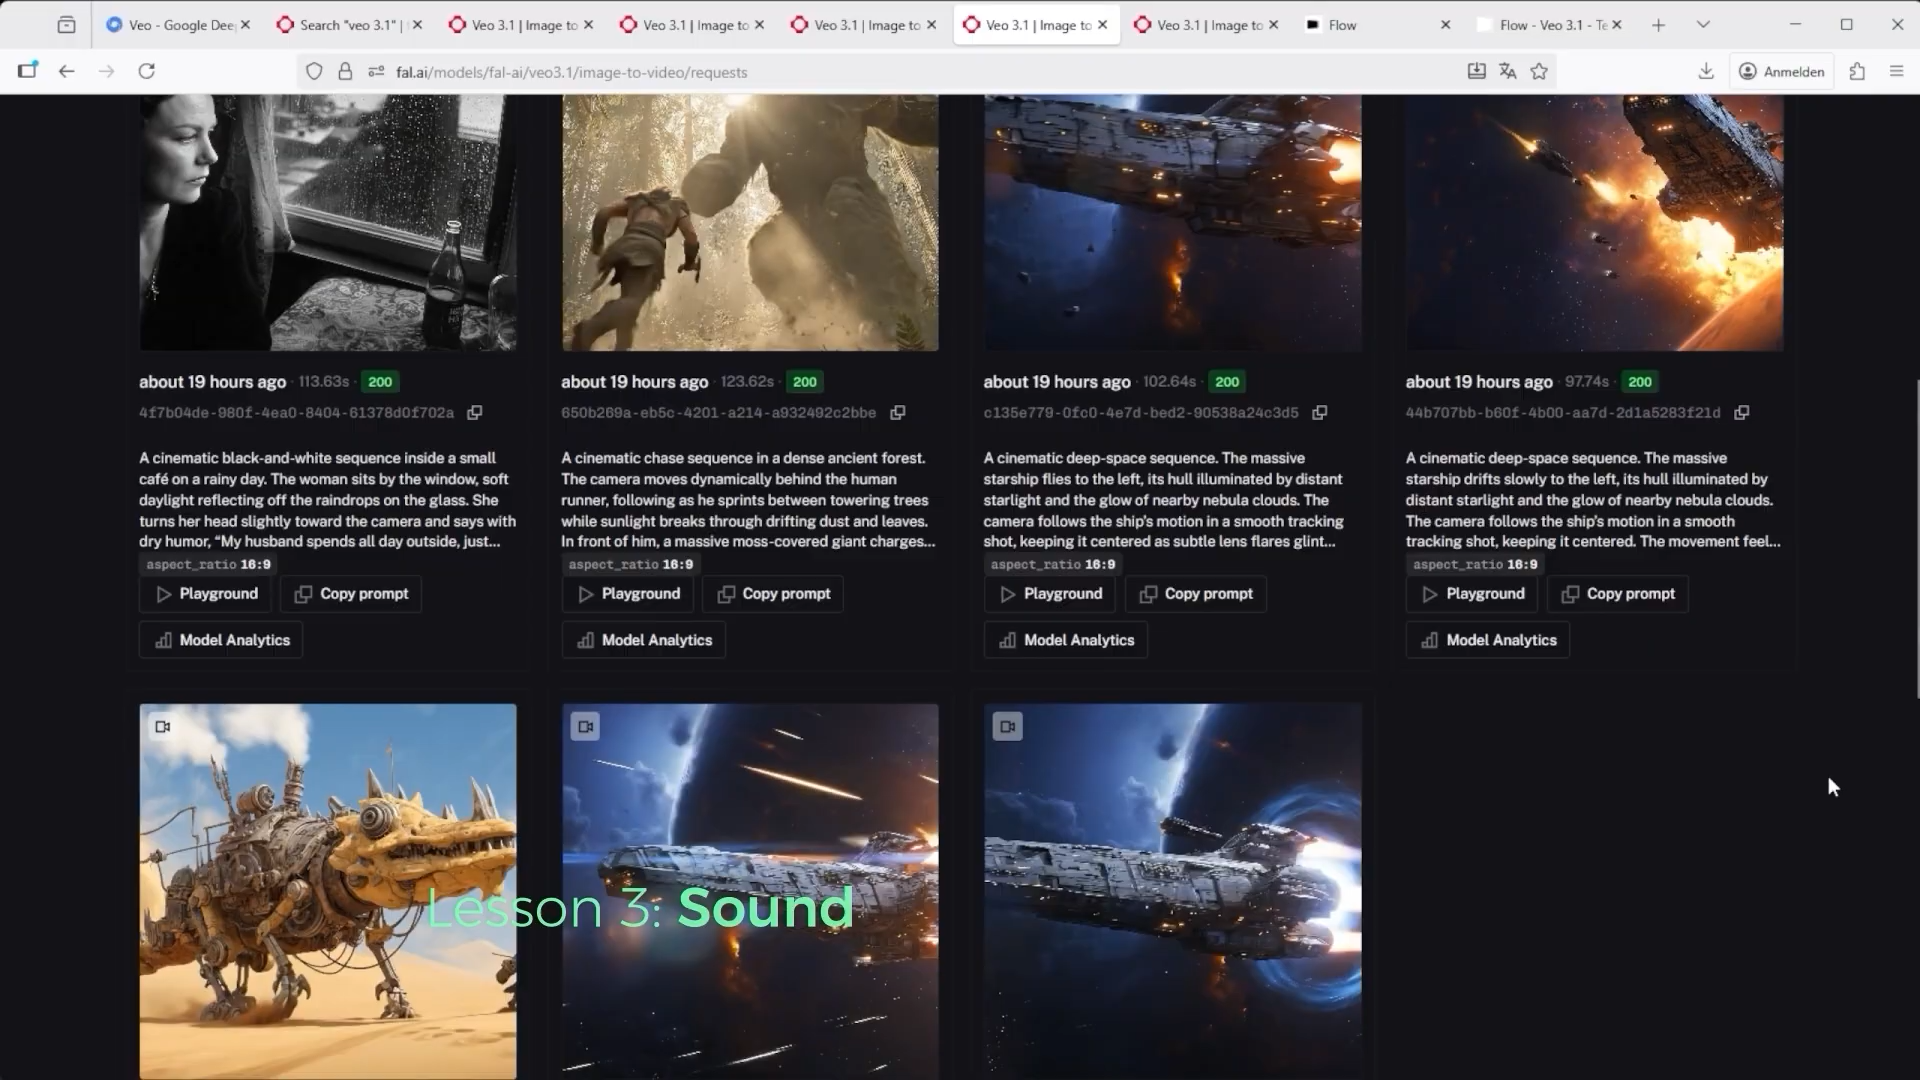 Veo - Google Dee
Search "veo 3.1" |
Veo 3.1 | Image to
Veo 3.1 | Image to
Veo 3.1 | Image to
Veo 3.1 | Image to
Veo 3.1 | Image to
Flow
Flow - Veo 3.1 - Te
fal.ai/models/fal-ai/veo3.1/image-to-video/requests
Anmelden
about 19 hours ago · 113.63s · 200
4f7b04de-980f-4ea0-8404-61378d0f702a
A cinematic black-and-white sequence inside a small
café on a rainy day. The woman sits by the window, soft
daylight reflecting off the raindrops on the glass. She
turns her head slightly toward the camera and says with
dry humor, “My husband spends all day outside, just...
aspect_ratio 16:9
Playground
Copy prompt
Model Analytics
about 19 hours ago · 123.62s · 200
650b269a-eb5c-4201-a214-a932492c2bbe
A cinematic chase sequence in a dense ancient forest.
The camera moves dynamically behind the human
runner, following as he sprints between towering trees
while sunlight breaks through drifting dust and leaves.
In front of him, a massive moss-covered giant charges...
aspect_ratio 16:9
Playground
Copy prompt
Model Analytics
about 19 hours ago · 102.64s · 200
c135e779-0fc0-4e7d-bed2-90538a24c3d5
A cinematic deep-space sequence. The massive
starship flies to the left, its hull illuminated by distant
starlight and the glow of nearby nebula clouds. The
camera follows the ship's motion in a smooth tracking
shot, keeping it centered as subtle lens flares glint...
aspect_ratio 16:9
Playground
Copy prompt
Model Analytics
about 19 hours ago · 97.74s · 200
44b707bb-b60f-4b00-aa7d-2d1a5283f21d
A cinematic deep-space sequence. The massive
starship drifts slowly to the left, its hull illuminated by
distant starlight and the glow of nearby nebula clouds.
The camera follows the ship's motion in a smooth
tracking shot, keeping it centered. The movement feel...
aspect_ratio 16:9
Playground
Copy prompt
Model Analytics
Lesson 3: Sound